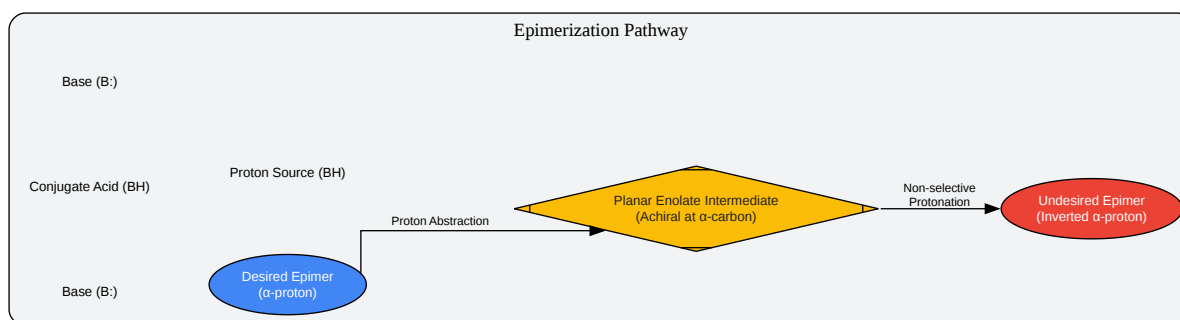 Epimerization Pathway
Base (B:)
Conjugate Acid (BH)
Proton Source (BH)
Base (B:)
Desired Epimer
(α-proton)
Proton Abstraction
Planar Enolate Intermediate
(Achiral at α-carbon)
Non-selective
Protonation
Undesired Epimer
(Inverted α-proton)